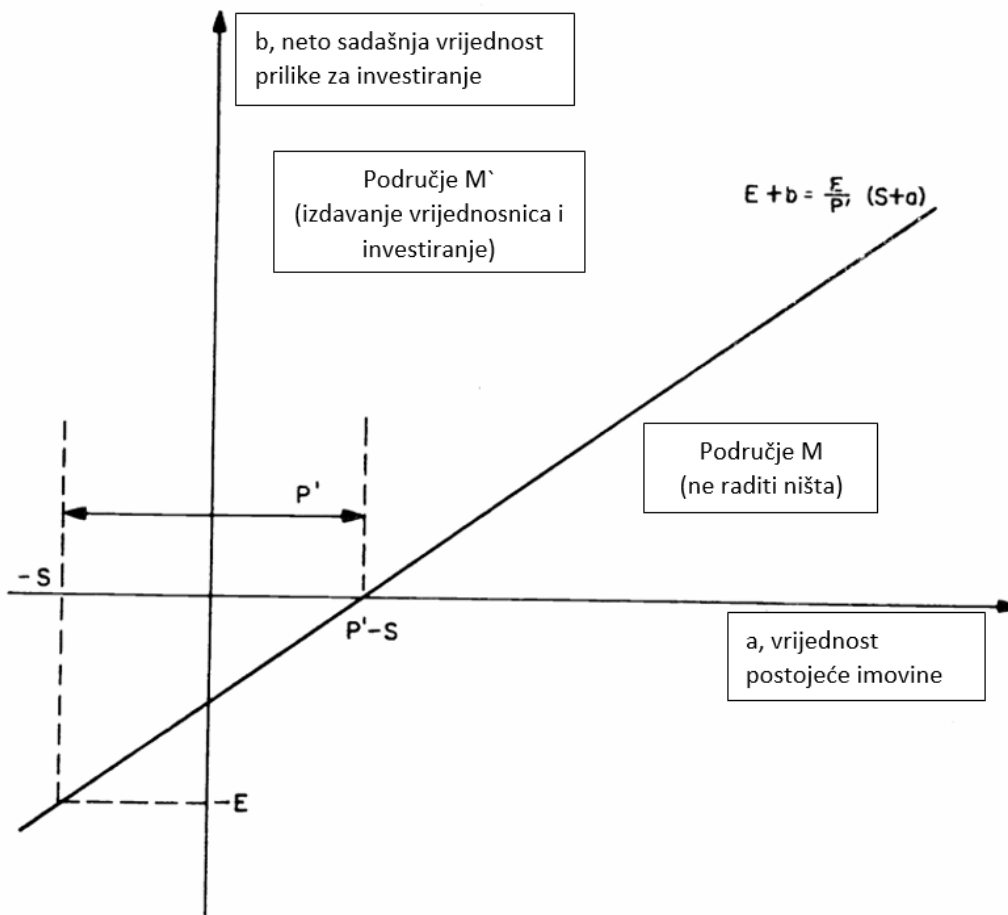 b, neto sadašnja vrijednost
prilike za investiranje
Područje M`
(izdavanje vrijednosnica i
investiranje)
E + b = E/P' (S+a)
Područje M
(ne raditi ništa)
P'
-S
P'-S
a, vrijednost
postojeće imovine
-E